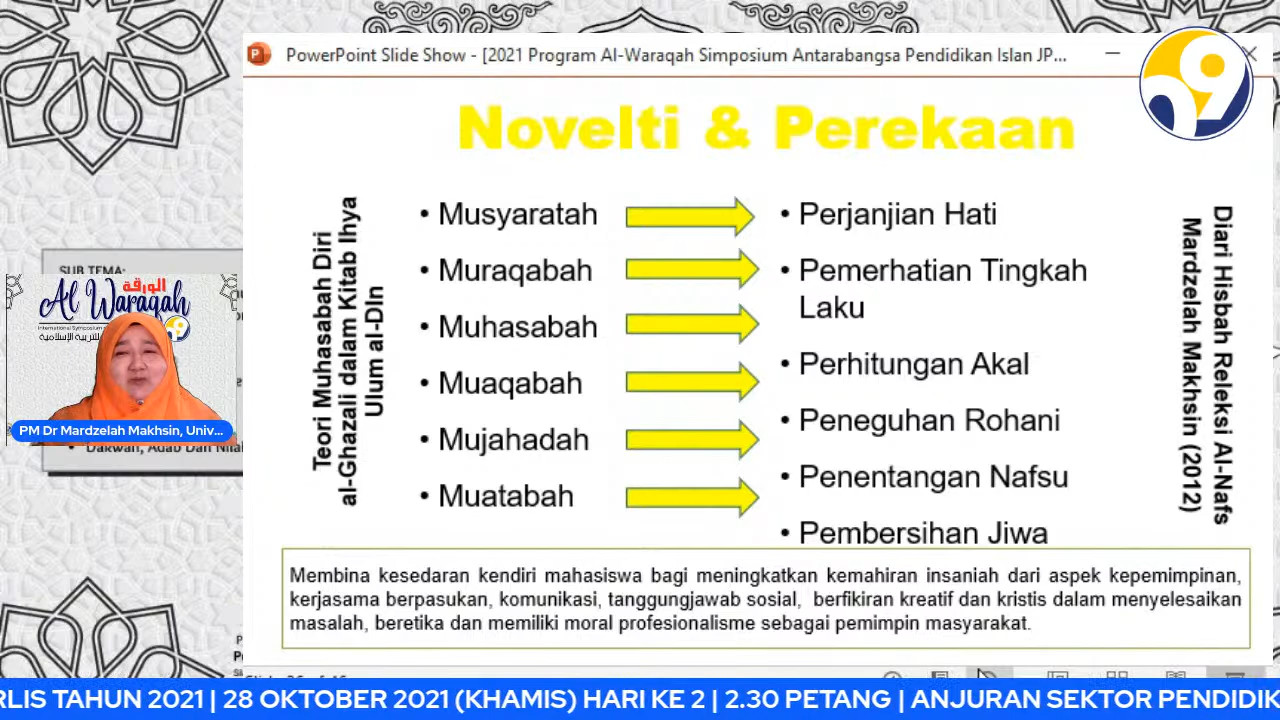 PowerPoint Slide Show - [2021 Program Al-Waraqah Simposium Antarabangsa Pendidikan Islan JP...
Novelti & Perekaan
Teori Muhasabah Diri
al-Ghazali dalam Kitab Ihya
Ulum al-DIn
• Musyaratah
• Muraqabah
• Muhasabah
• Muaqabah
• Mujahadah
• Muatabah
• Perjanjian Hati
• Pemerhatian Tingkah
Laku
• Perhitungan Akal
• Peneguhan Rohani
• Penentangan Nafsu
• Pembersihan Jiwa
Diari Hisbah Releksi Al-Nafs
Mardzelah Makhsin (2012)
Membina kesedaran kendiri mahasiswa bagi meningkatkan kemahiran insaniah dari aspek kepemimpinan,
kerjasama berpasukan, komunikasi, tanggungjawab sosial, berfikiran kreatif dan kristis dalam menyelesaikan
masalah, beretika dan memiliki moral profesionalisme sebagai pemimpin masyarakat.
SUB TEMA:
الورقة
Al Waraqah
International Symposium
للتربية الإسلامية
PM Dr Mardzelah Makhsin, Univ...
• Dakwah, Adab Dan Nilai
RLIS TAHUN 2021 | 28 OKTOBER 2021 (KHAMIS) HARI KE 2 | 2.30 PETANG | ANJURAN SEKTOR PENDIDIK